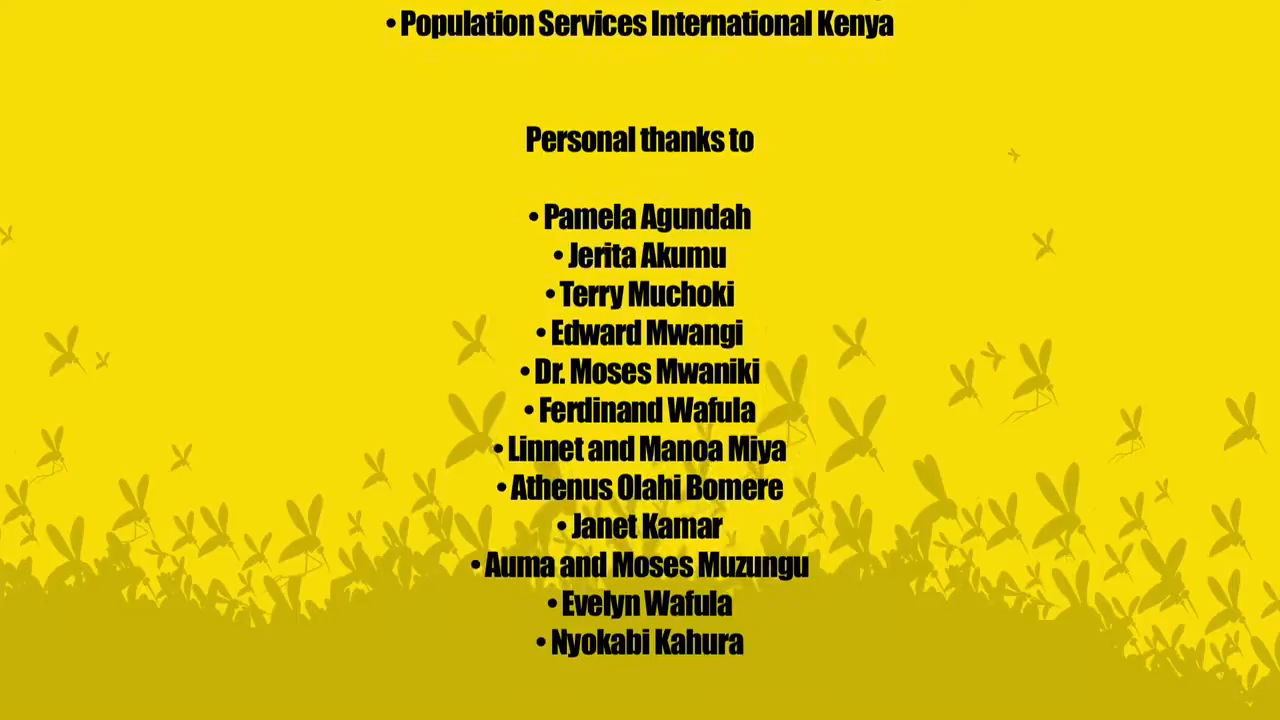 • Population Services International Kenya
Personal thanks to
• Pamela Agundah
• Jerita Akumu
• Terry Muchoki
• Edward Mwangi
• Dr. Moses Mwaniki
• Ferdinand Wafula
• Linnet and Manoa Miya
• Athenus Olahi Bomere
• Janet Kamar
• Auma and Moses Muzungu
• Evelyn Wafula
• Nyokabi Kahura